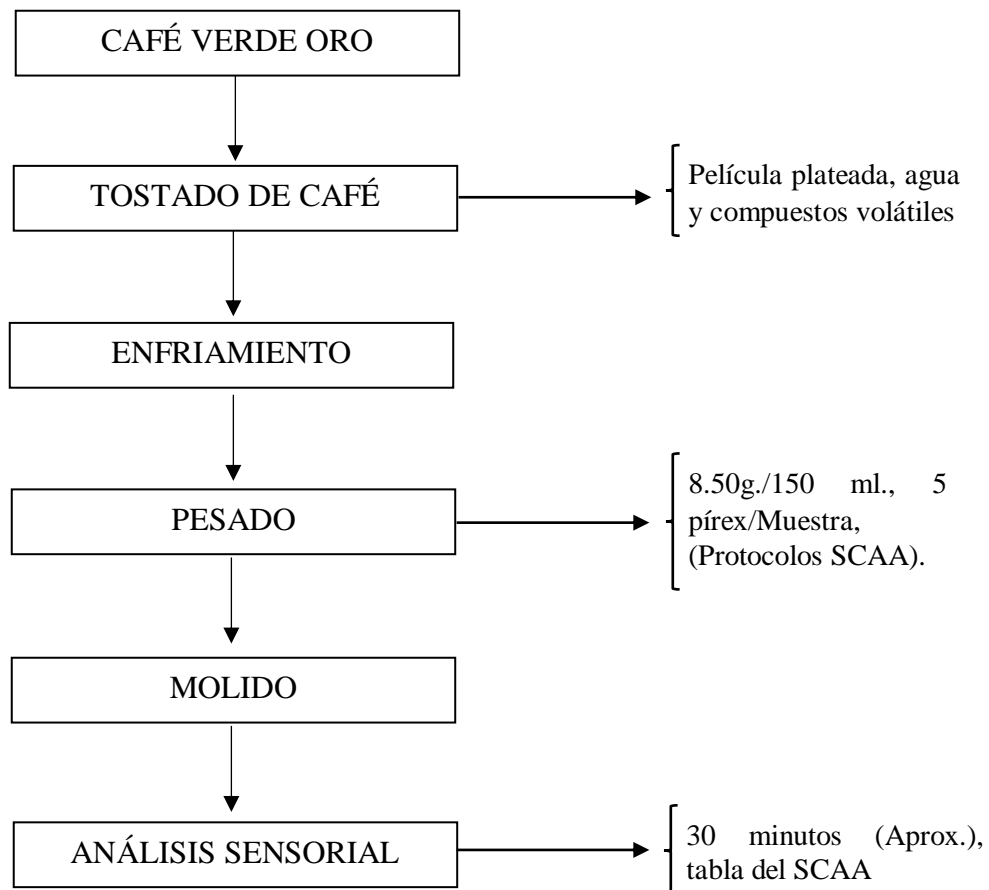 CAFÉ VERDE ORO
TOSTADO DE CAFÉ
Película plateada, agua
y compuestos volátiles
ENFRIAMIENTO
PESADO
8.50g./150 ml., 5
pírex/Muestra,
(Protocolos SCAA).
MOLIDO
ANÁLISIS SENSORIAL
30 minutos (Aprox.),
tabla del SCAA